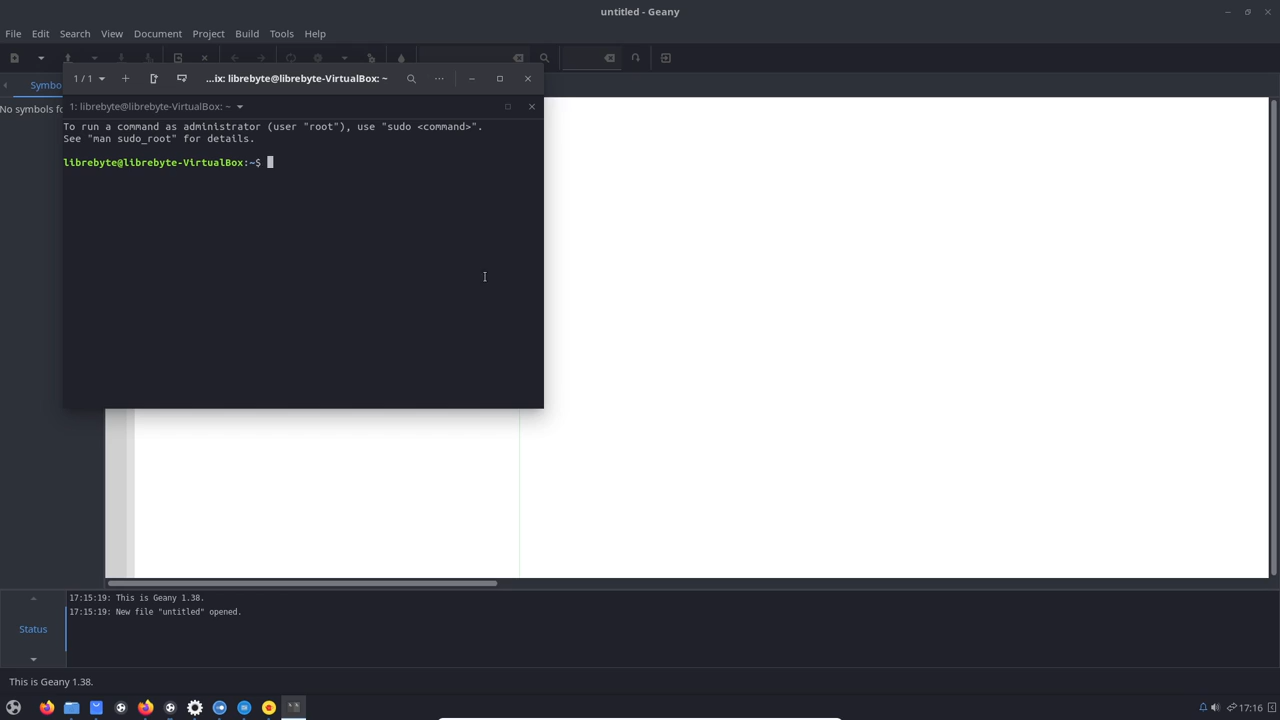 untitled - Geany
File Edit Search View Document Project Build Tools Help
1 / 1 ...ix: librebyte@librebyte-VirtualBox: ~
Symbo
1: librebyte@librebyte-VirtualBox: ~
No symbols fo
To run a command as administrator (user "root"), use "sudo <command>".
See "man sudo_root" for details.
librebyte@librebyte-VirtualBox:~$
17:15:19: This is Geany 1.38.
17:15:19: New file "untitled" opened.
Status
This is Geany 1.38.
17:16